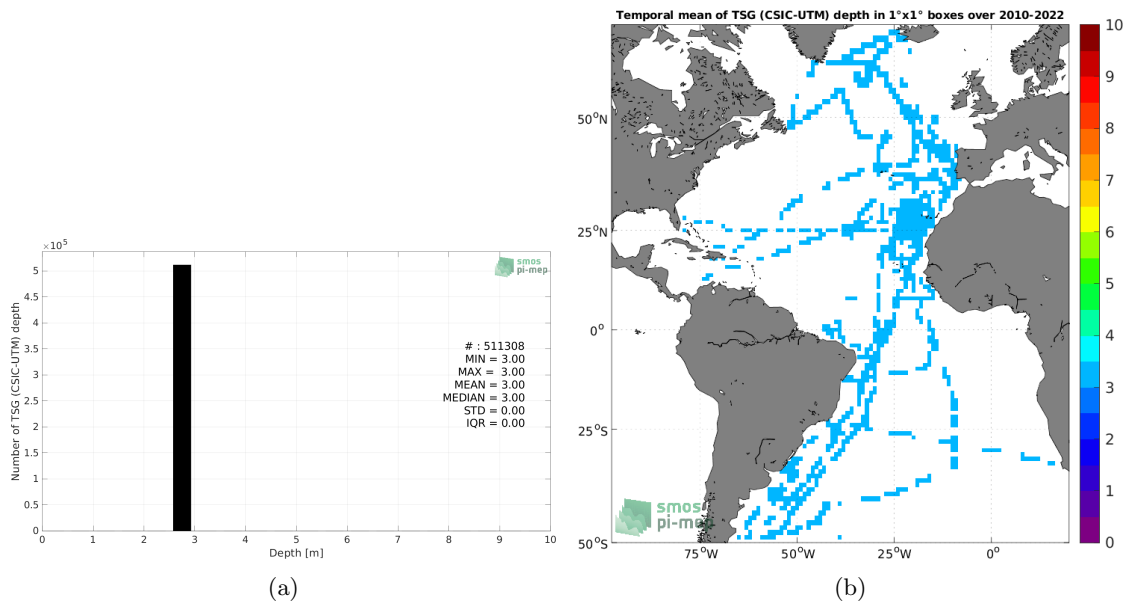 ×10⁵
5
4.5
4
3.5
3
2.5
2
1.5
1
0.5
0
Number of TSG (CSIC-UTM) depth
smos
pi-mep
# : 511308
MIN = 3.00
MAX = 3.00
MEAN = 3.00
MEDIAN = 3.00
STD = 0.00
IQR = 0.00
0 1 2 3 4 5 6 7 8 9 10
Depth [m]
(a)
Temporal mean of TSG (CSIC-UTM) depth in 1°x1° boxes over 2010-2022
50°N
25°N
0°
25°S
50°S
75°W 50°W 25°W 0°
smos
pi-mep
10
9
8
7
6
5
4
3
2
1
0
(b)